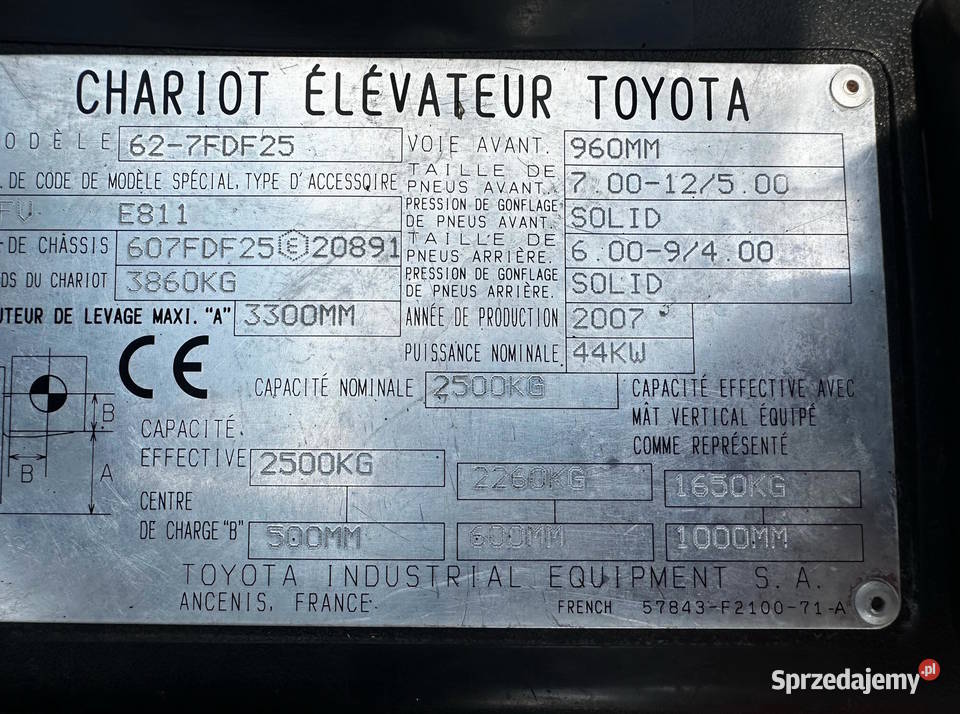 CHARIOT ÉLÉVATEUR TOYOTA
ODÈLE 62-7FDF25 VOIE AVANT. 960MM
. DE CODE DE MODÈLE SPÉCIAL, TYPE D'ACCESSOIRE
TAILLE DE
PNEUS AVANT. 7.00-12/5.00
FV E811
PRESSION DE GONFLAGE
DE PNEUS AVANT. SOLID
-DE CHÂSSIS 607FDF25 E 20891
TAILLE DE
PNEUS ARRIÈRE. 6.00-9/4.00
DS DU CHARIOT 3860KG
PRESSION DE GONFLAGE
DE PNEUS ARRIÈRE. SOLID
UTEUR DE LEVAGE MAXI. "A" 3300MM ANNÉE DE PRODUCTION 2007
PUISSANCE NOMINALE 44KW
CE
CAPACITÉ NOMINALE 2500KG
CAPACITÉ EFFECTIVE AVEC
MÂT VERTICAL ÉQUIPÉ
COMME REPRÉSENTÉ
B
B
A
CAPACITÉ.
EFFECTIVE 2500KG 2260KG 1650KG
CENTRE
DE CHARGE "B" 500MM 600MM 1000MM
TOYOTA INDUSTRIAL EQUIPMENT S.A.
ANCENIS, FRANCE. FRENCH 57843-F2100-71-A
Sprzedajemy.pl